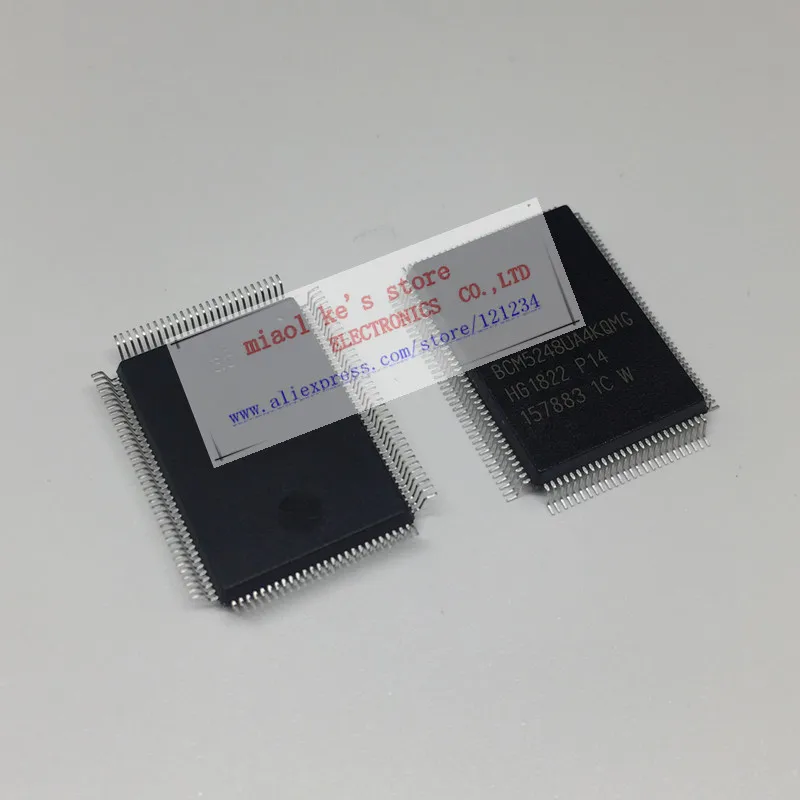 miaol ke's store
ELECTRONICS CO.,LTD
www.aliexpress.com/store/121234
BCM5248UA4KQMG
HG1822 P14
157883 1C W